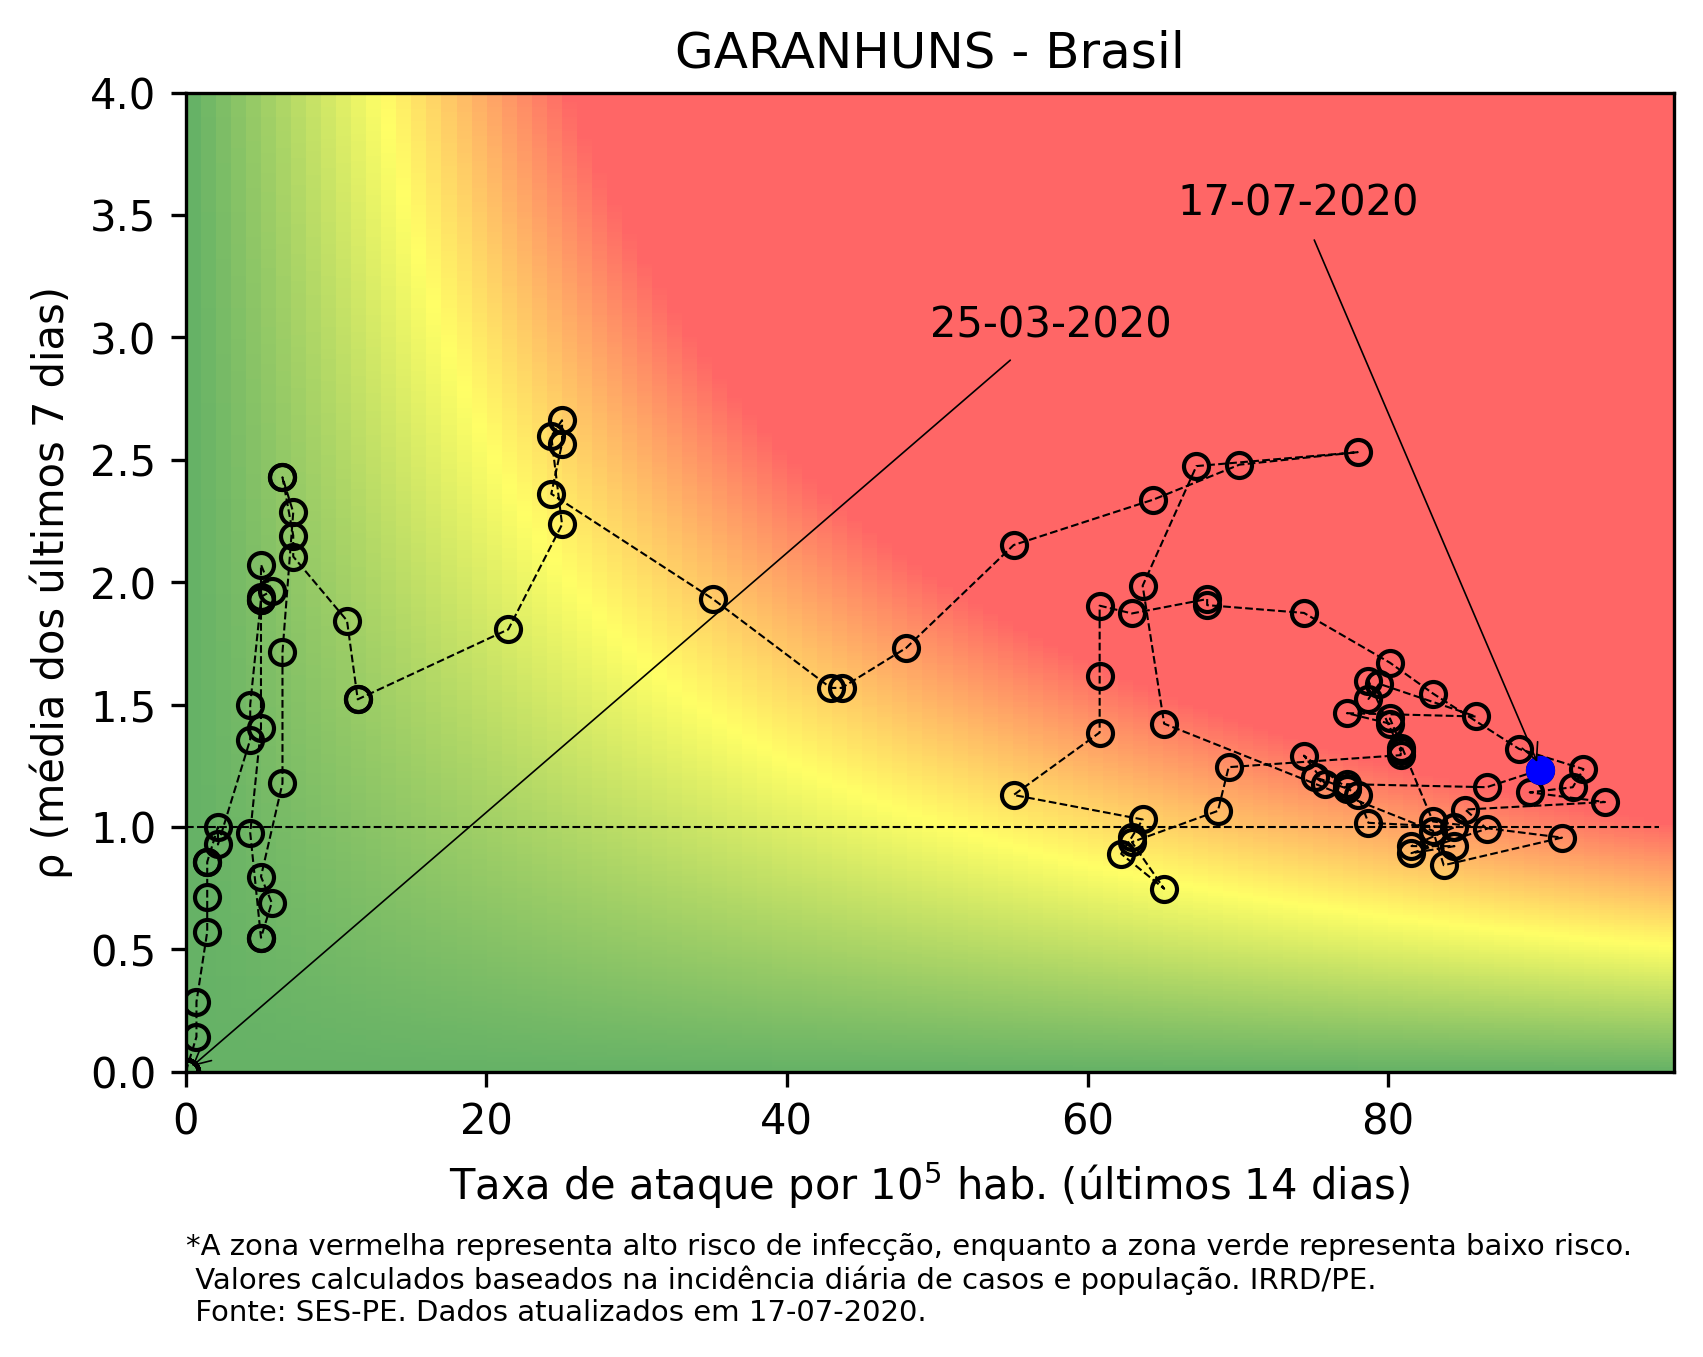 GARANHUNS - Brasil
4.0
3.5
3.0
2.5
2.0
1.5
1.0
0.5
0.0
ρ (média dos últimos 7 dias)
17-07-2020
25-03-2020
0 20 40 60 80
Taxa de ataque por 10⁵ hab. (últimos 14 dias)
*A zona vermelha representa alto risco de infecção, enquanto a zona verde representa baixo risco.
Valores calculados baseados na incidência diária de casos e população. IRRD/PE.
Fonte: SES-PE. Dados atualizados em 17-07-2020.